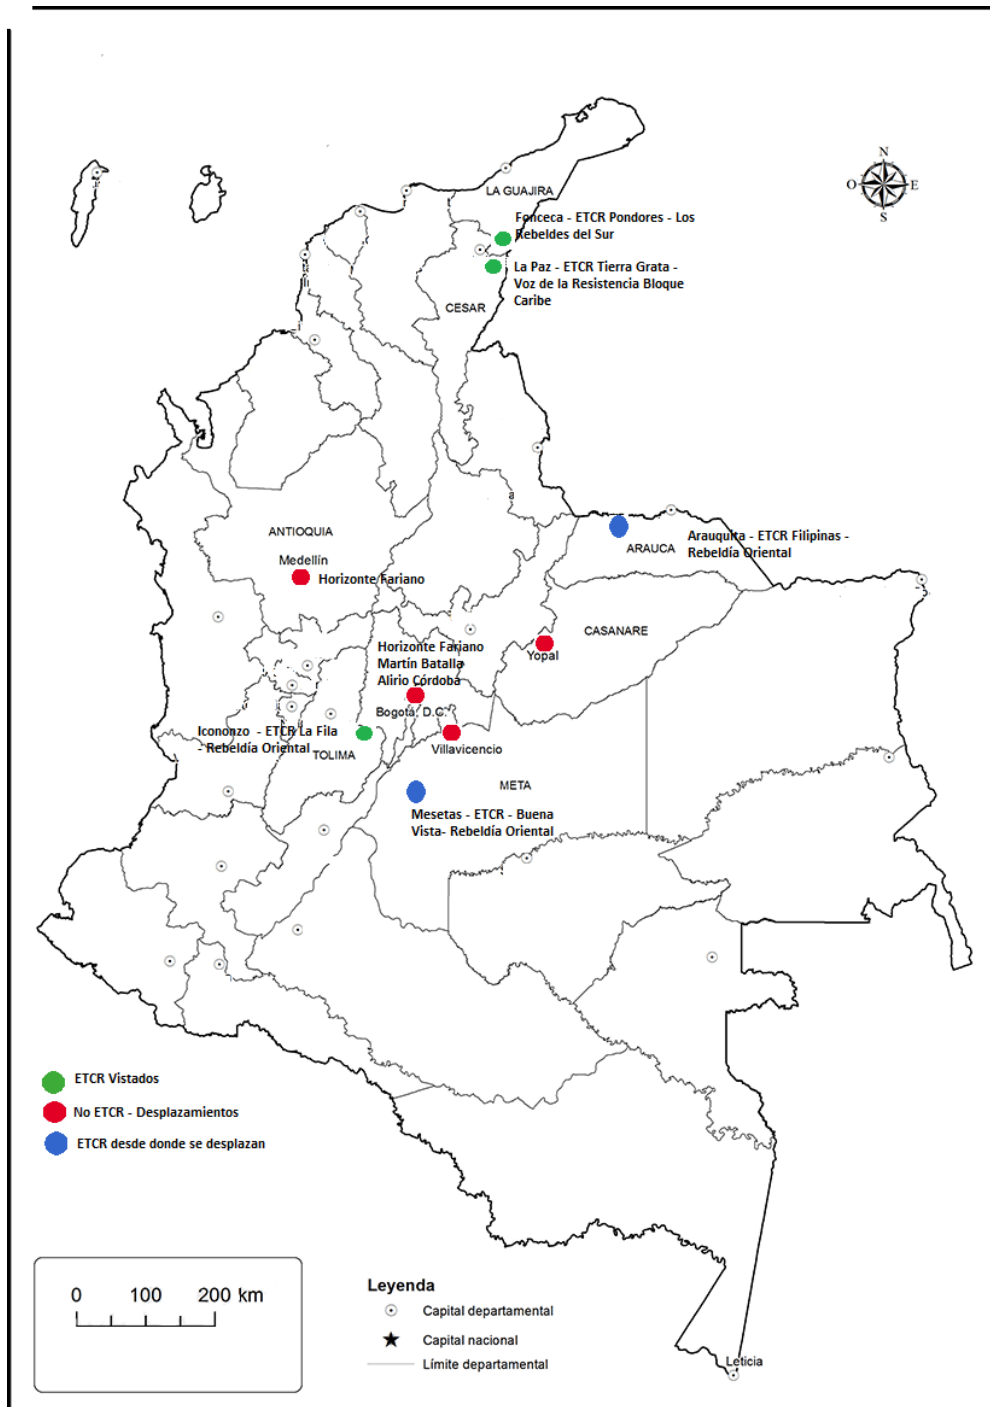 N
O
E
S
LA GUAJIRA
Fonceca - ETCR Pondores - Los
Rebeldes del Sur
La Paz - ETCR Tierra Grata -
Voz de la Resistencia Bloque
Caribe
CESAR
a
ANTIOQUIA
Medellín
Horizonte Fariano
ARAUCA
Arauquita - ETCR Filipinas -
Rebeldía Oriental
CASANARE
Yopal
Horizonte Fariano
Martín Batalla
Alirio Córdoba
Bogotá, D.C.
Villavicencio
Icononzo - ETCR La Fila
- Rebeldía Oriental
TOLIMA
META
Mesetas - ETCR - Buena
Vista- Rebeldía Oriental
ETCR Vistados
No ETCR - Desplazamientos
ETCR desde donde se desplazan
0 100 200 km
Leyenda
Capital departamental
Capital nacional
Límite departamental
Leticia